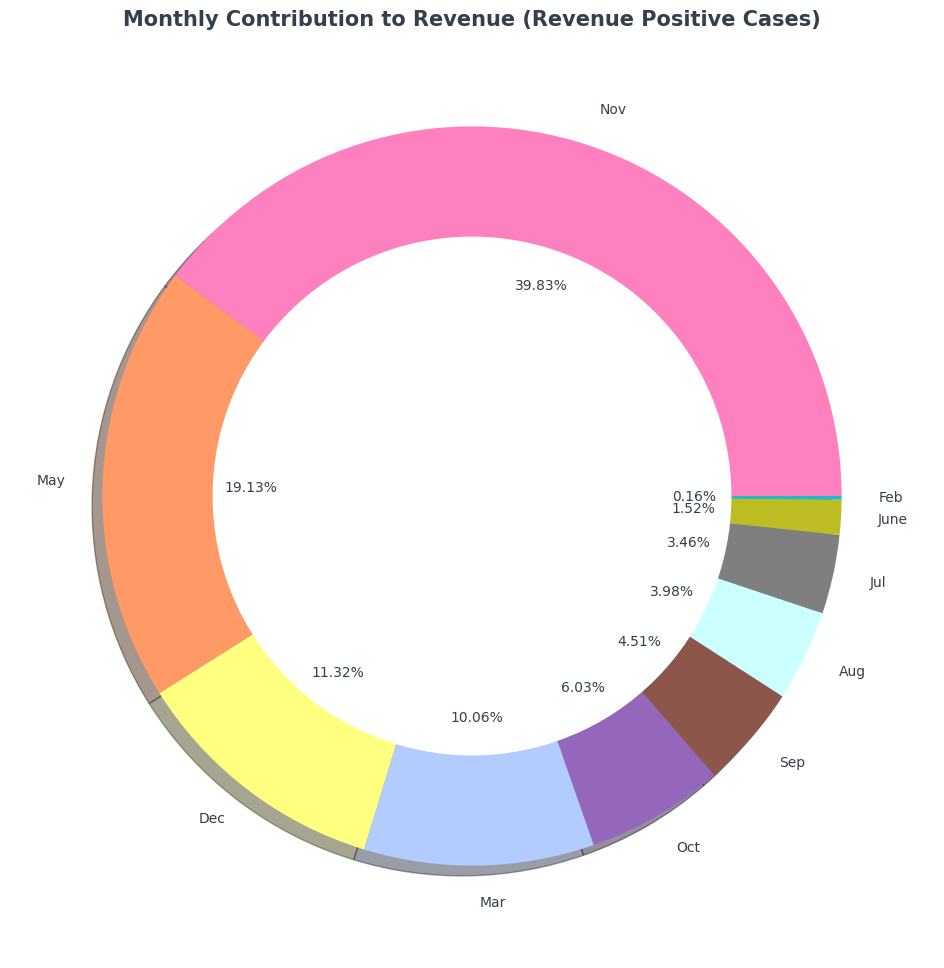 Monthly Contribution to Revenue (Revenue Positive Cases)
Nov
39.83%
May
19.13%
0.16%
Feb
1.52%
June
3.46%
Jul
3.98%
Aug
4.51%
Sep
11.32%
6.03%
10.06%
Dec
Oct
Mar